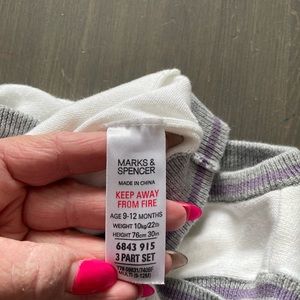 MARKS &
SPENCER
MADE IN CHINA
KEEP AWAY
FROM FIRE
AGE 9-12 MONTHS
WEIGHT 10kg/22lb
HEIGHT 76cm 30in
6843 915
3 PART SET